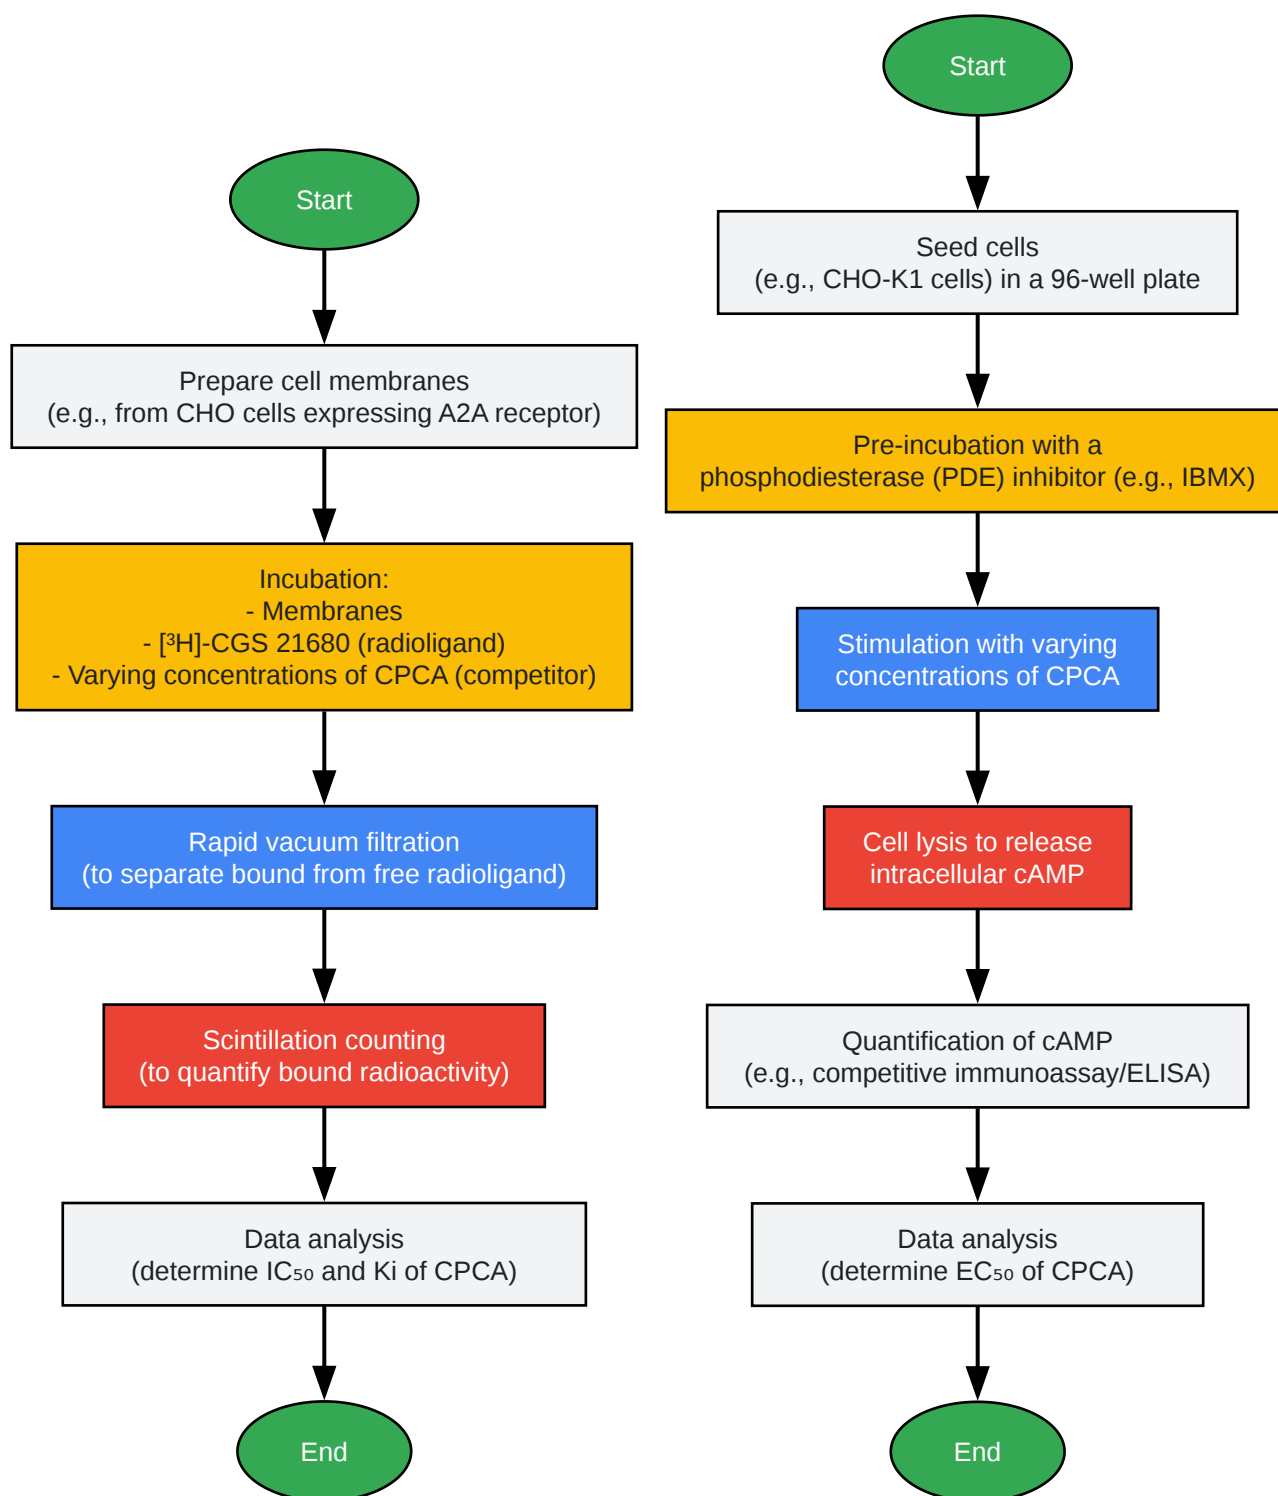 Start
Prepare cell membranes
(e.g., from CHO cells expressing A2A receptor)
Incubation:
- Membranes
- [³H]-CGS 21680 (radioligand)
- Varying concentrations of CPCA (competitor)
Rapid vacuum filtration
(to separate bound from free radioligand)
Scintillation counting
(to quantify bound radioactivity)
Data analysis
(determine IC₅₀ and Ki of CPCA)
End
Start
Seed cells
(e.g., CHO-K1 cells) in a 96-well plate
Pre-incubation with a
phosphodiesterase (PDE) inhibitor (e.g., IBMX)
Stimulation with varying
concentrations of CPCA
Cell lysis to release
intracellular cAMP
Quantification of cAMP
(e.g., competitive immunoassay/ELISA)
Data analysis
(determine EC₅₀ of CPCA)
End